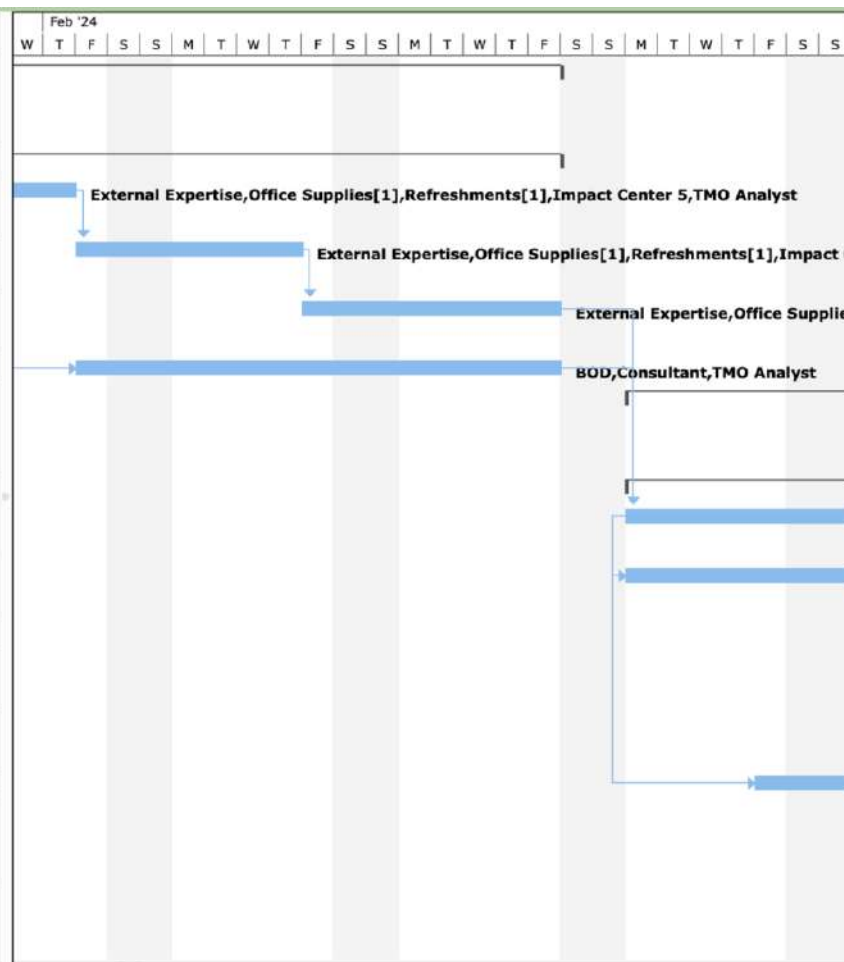 Feb '24
W T F S S M T W T F S S M T W T F S S M T W T F S S
External Expertise,Office Supplies[1],Refreshments[1],Impact Center 5,TMO Analyst
External Expertise,Office Supplies[1],Refreshments[1],Impact
External Expertise,Office Supplie
BOD,Consultant,TMO Analyst